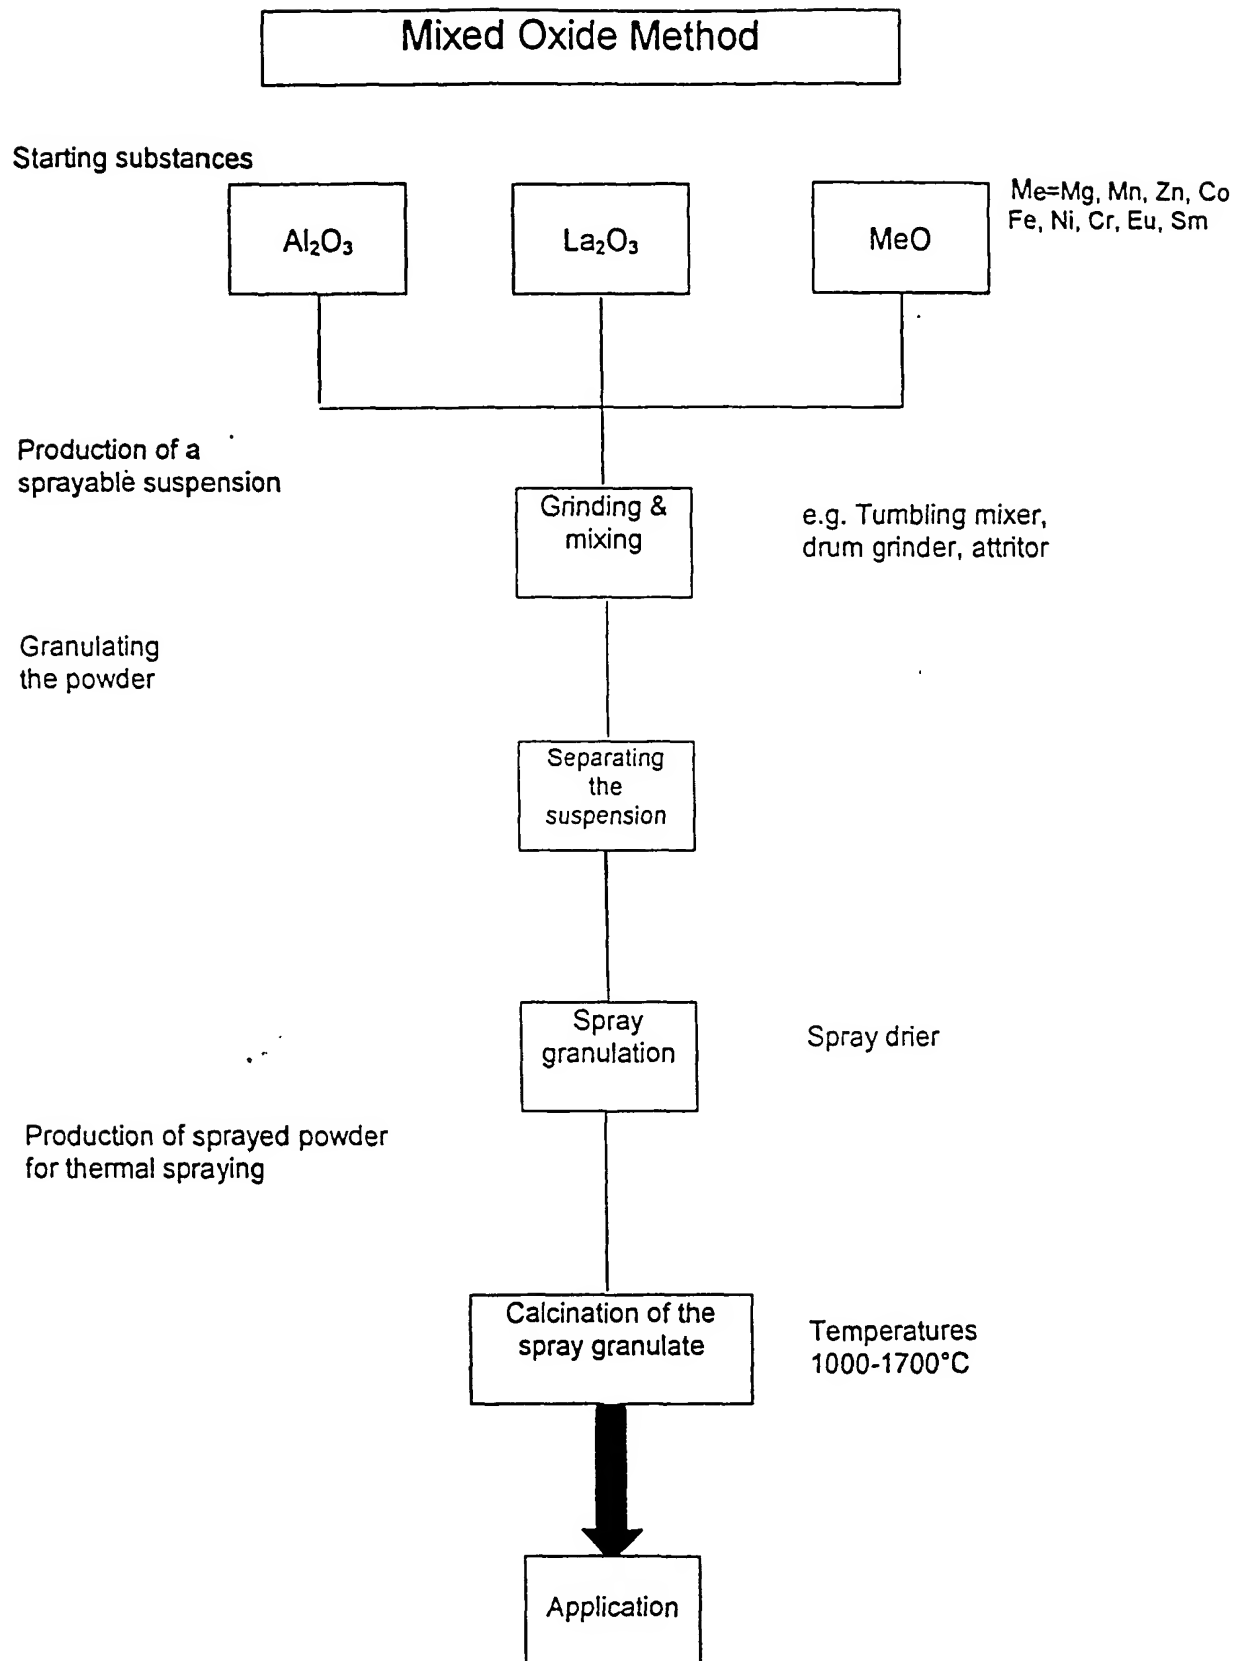 Mixed Oxide Method
Starting substances
Al₂O₃
La₂O₃
MeO
Me=Mg, Mn, Zn, Co
Fe, Ni, Cr, Eu, Sm
Production of a
sprayable suspension
Grinding &
mixing
e.g. Tumbling mixer,
drum grinder, attritor
Granulating
the powder
Separating
the
suspension
Spray
granulation
Spray drier
Production of sprayed powder
for thermal spraying
Calcination of the
spray granulate
Temperatures
1000-1700°C
Application